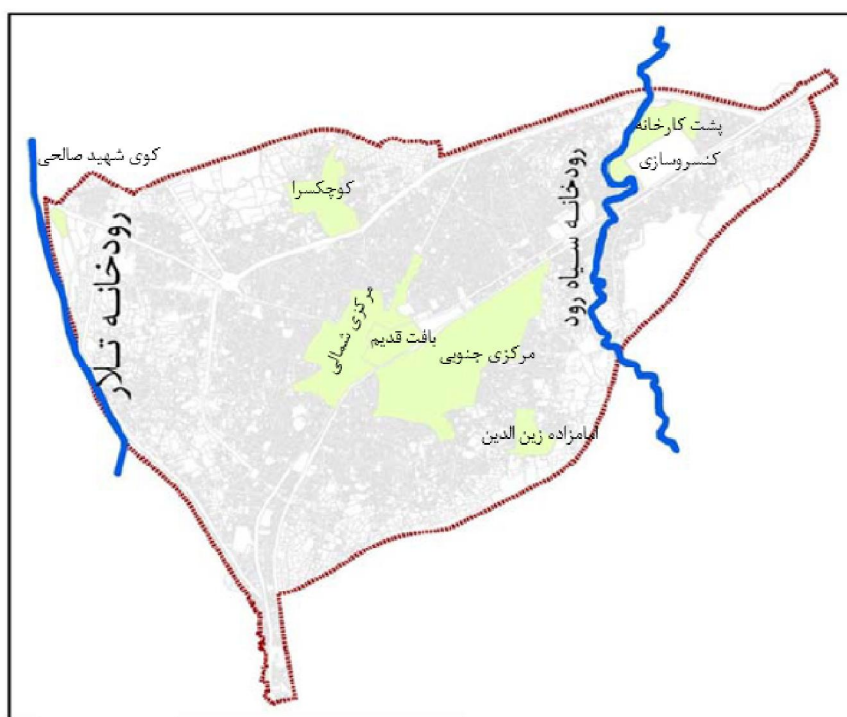 پشت کارخانه
کنسروسازی
کوی شهید صالحی
کوچکسرا
رودخانه سیاه رود
رودخانه تلار
مرکزی شمالی
بافت قدیم
مرکزی جنوبی
امامزاده زین الدین